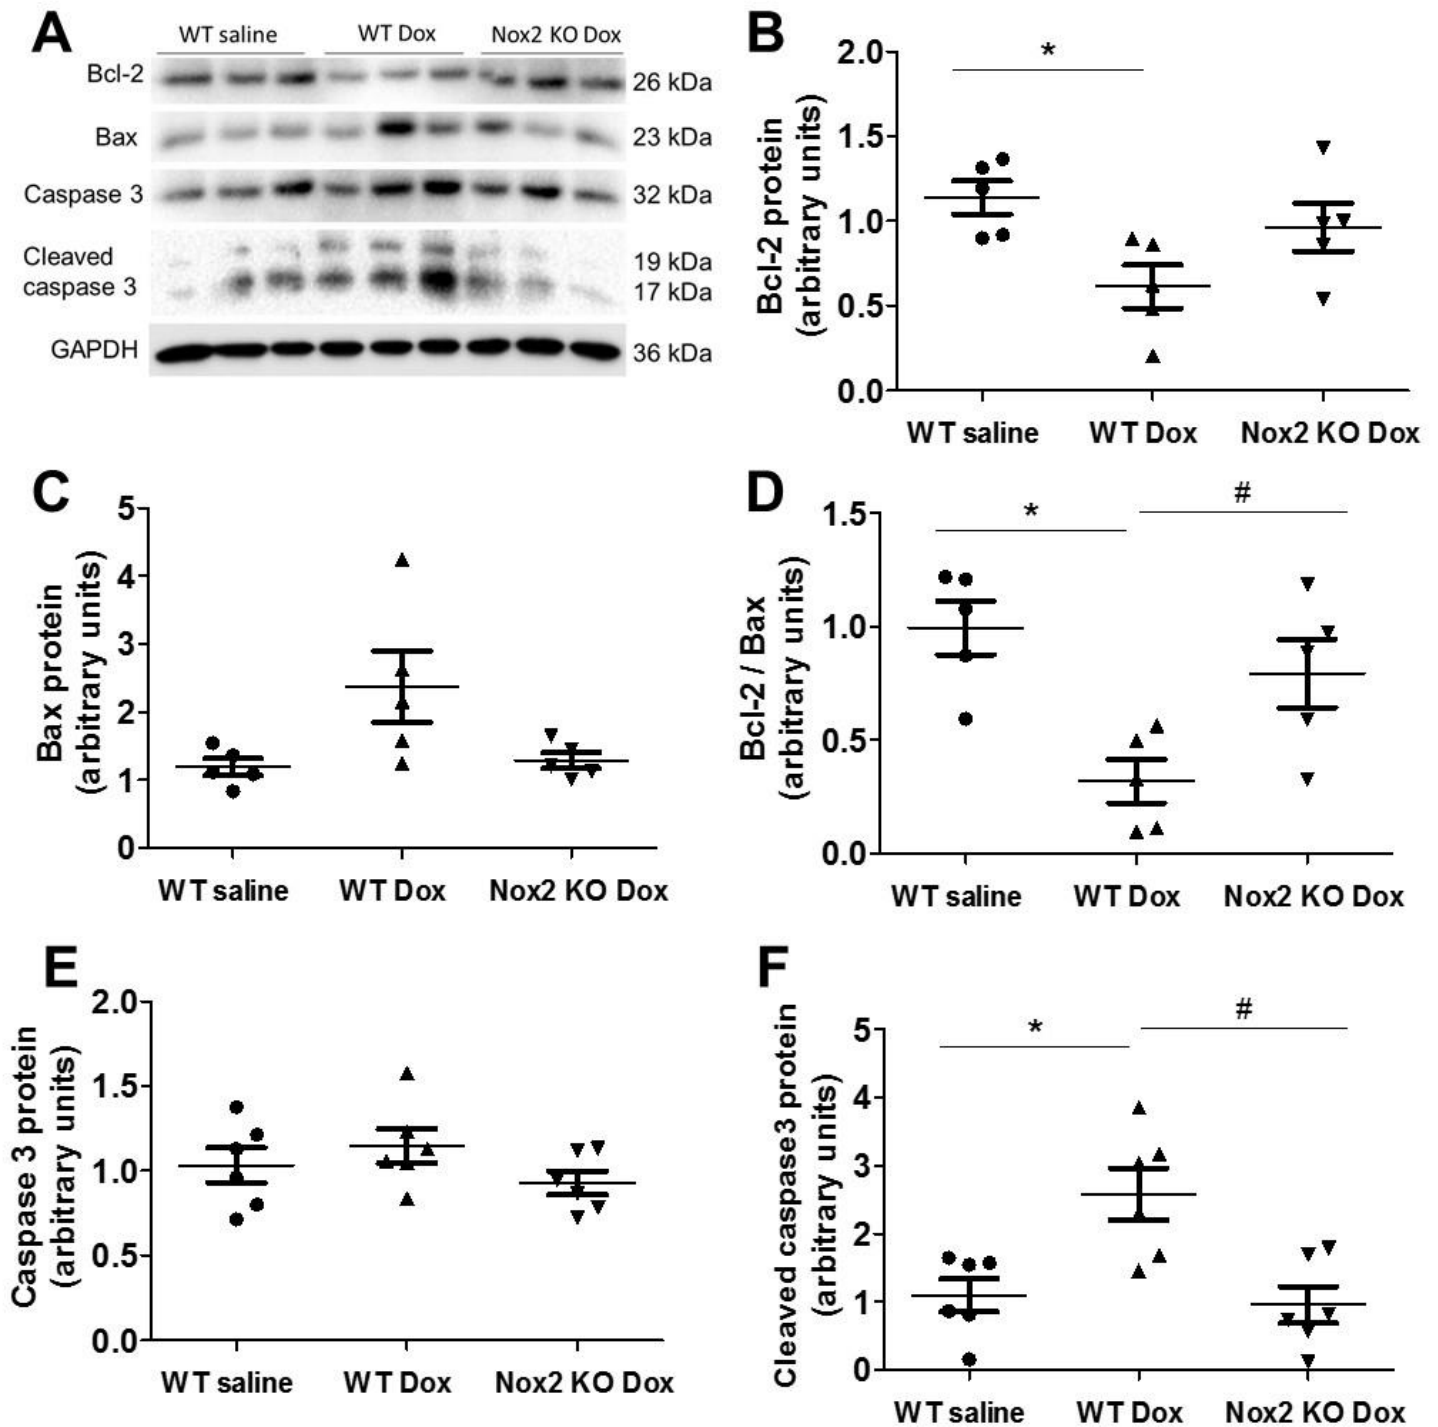 A
WT saline
WT Dox
Nox2 KO Dox
Bcl-2
26 kDa
Bax
23 kDa
Caspase 3
32 kDa
Cleaved
caspase 3
19 kDa
17 kDa
GAPDH
36 kDa
B
Bcl-2 protein
(arbitrary units)
2.0
1.5
1.0
0.5
0.0
*
WT saline
WT Dox
Nox2 KO Dox
C
Bax protein
(arbitrary units)
5
4
3
2
1
0
WT saline
WT Dox
Nox2 KO Dox
D
Bcl-2 / Bax
(arbitrary units)
1.5
1.0
0.5
0.0
*
#
WT saline
WT Dox
Nox2 KO Dox
E
Caspase 3 protein
(arbitrary units)
2.0
1.5
1.0
0.5
0.0
WT saline
WT Dox
Nox2 KO Dox
F
Cleaved caspase3 protein
(arbitrary units)
5
4
3
2
1
0
*
#
WT saline
WT Dox
Nox2 KO Dox